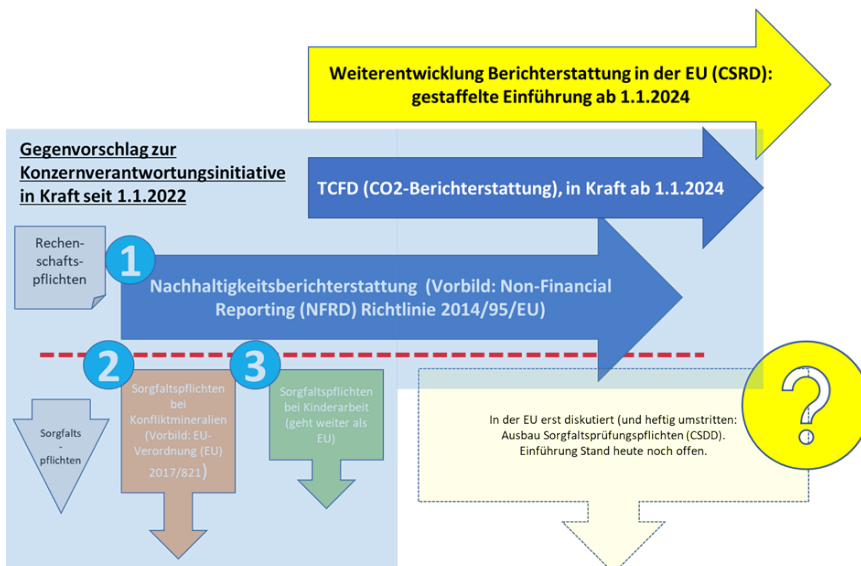 Weiterentwicklung Berichterstattung in der EU (CSRD):
gestaffelte Einführung ab 1.1.2024
Gegenvorschlag zur
Konzernverantwortungsinitiative
in Kraft seit 1.1.2022
TCFD (CO2-Berichterstattung), in Kraft ab 1.1.2024
Rechen-
schafts-
pflichten
1
Nachhaltigkeitsberichterstattung (Vorbild: Non-Financial
Reporting (NFRD) Richtlinie 2014/95/EU)
2
3
Sorgfalts
-
pflichten
Sorgfaltspflichten
bei
Konfliktmineralien
(Vorbild: EU-
Verordnung (EU)
2017/821)
Sorgfaltspflichten
bei Kinderarbeit
(geht weiter als
EU)
In der EU erst diskutiert (und heftig umstritten:
Ausbau Sorgfaltsprüfungspflichten (CSDD).
Einführung Stand heute noch offen.
?